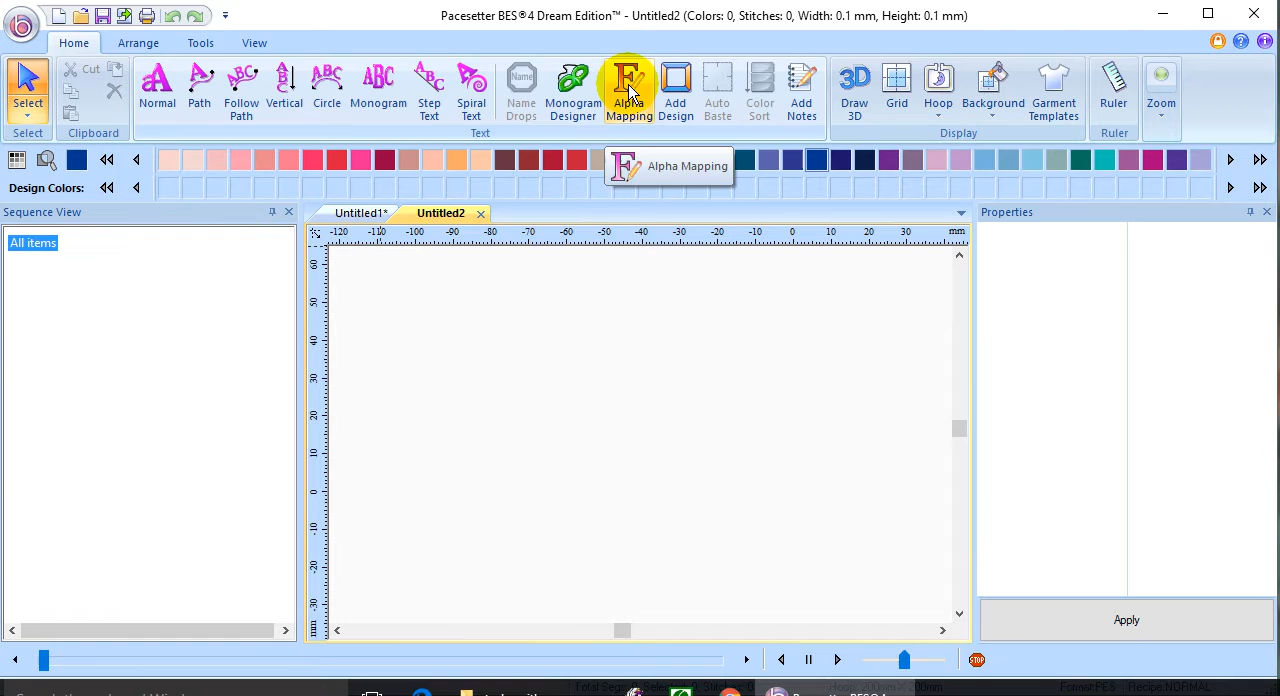 Pacesetter BES®4 Dream Edition™ - Untitled2 (Colors: 0, Stitches: 0, Width: 0.1 mm, Height: 0.1 mm)
Home Arrange Tools View
Select
Cut
Normal Path Follow Path Vertical Circle Monogram Step Text Spiral Text Name Drops Monogram Designer Alpha Mapping Add Design Auto Baste Color Sort Add Notes
Draw 3D Grid Hoop Background Garment Templates Ruler Zoom
Select Clipboard Text Display Ruler
Alpha Mapping
Design Colors:
Sequence View
Untitled1* Untitled2
Properties
All items
-120 -110 -100 -90 -80 -70 -60 -50 -40 -30 -20 -10 0 10 20 30 mm
60
50
40
30
20
10
0
-10
-20
-30
mm
Apply
STOP